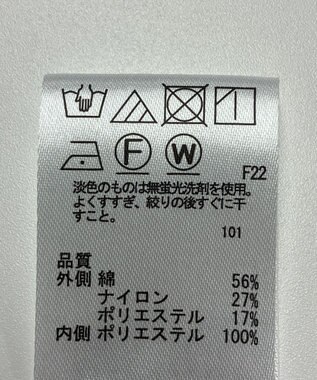 F W
F22
淡色のものは無蛍光洗剤を使用。
よくすすぎ、絞りの後すぐに干
すこと。
101
品質
外側 綿 56%
ナイロン 27%
ポリエステル 17%
内側 ポリエステル 100%